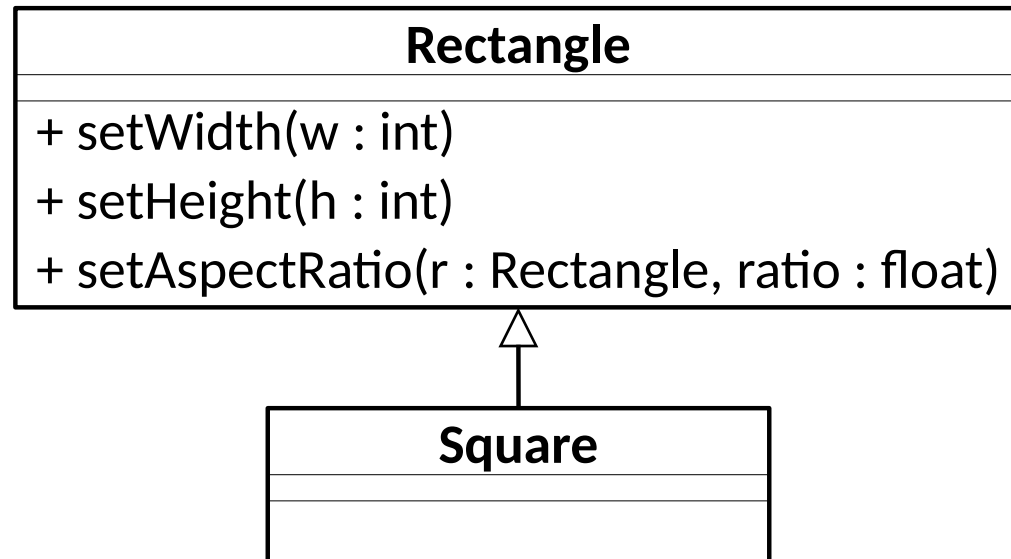 Rectangle
+ setWidth(w : int)
+ setHeight(h : int)
+ setAspectRatio(r : Rectangle, ratio : float)
Square